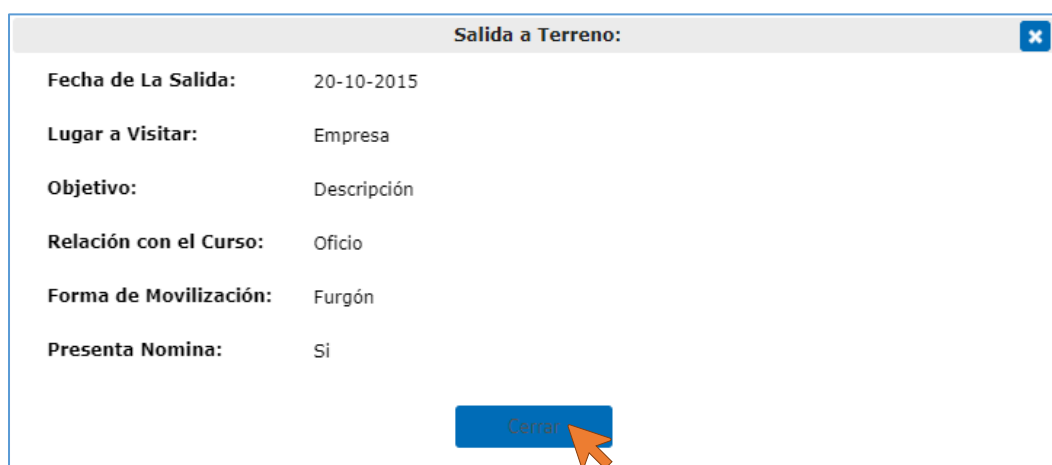 Salida a Terreno:
Fecha de La Salida: 20-10-2015
Lugar a Visitar: Empresa
Objetivo: Descripción
Relación con el Curso: Oficio
Forma de Movilización: Furgón
Presenta Nomina: Si
Cerrar